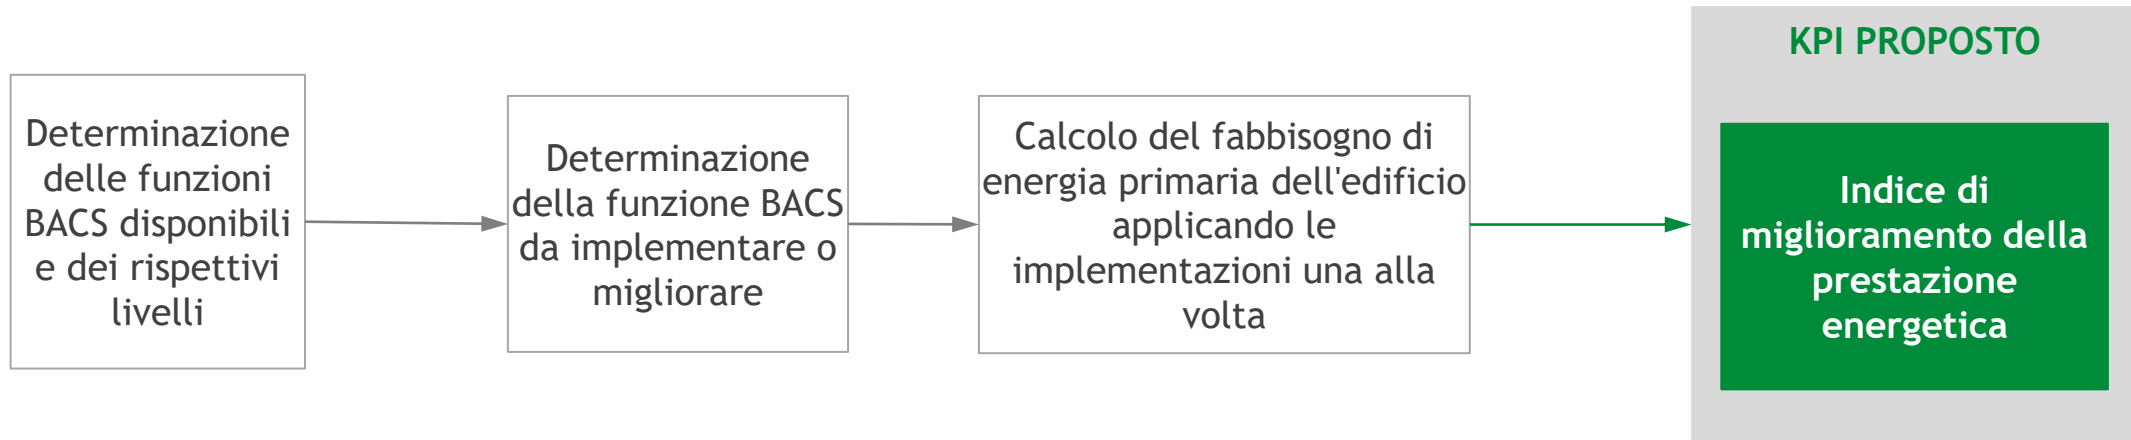 Determinazione
delle funzioni
BACS disponibili
e dei rispettivi
livelli
Determinazione
della funzione BACS
da implementare o
migliorare
Calcolo del fabbisogno di
energia primaria dell'edificio
applicando le
implementazioni una alla
volta
KPI PROPOSTO
Indice di
miglioramento della
prestazione
energetica